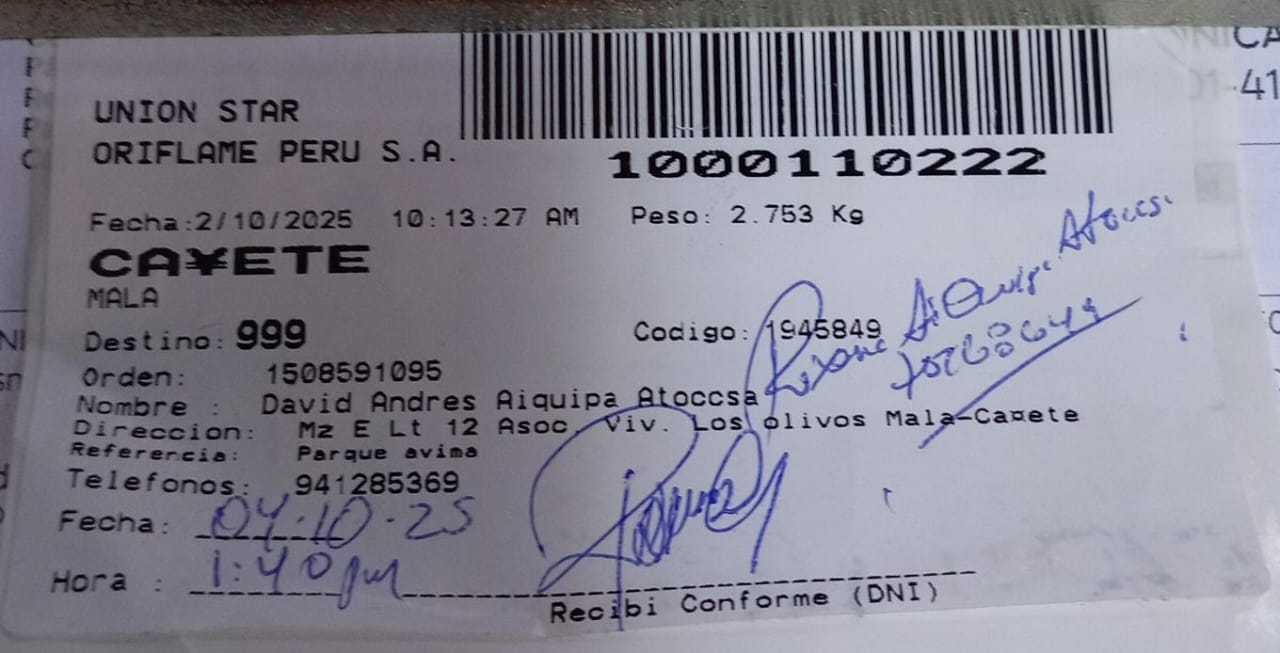 UNION STAR
ORIFLAME PERU S.A.
1000110222
Fecha:2/10/2025 10:13:27 AM Peso: 2.753 Kg
CA¥ETE
MALA
Destino: 999 Codigo: 1945849
Orden: 1508591095
Nombre : David Andres Aiquipa Atoccsa
Direccion: Mz E Lt 12 Asoc. Viv. Los olivos Mala-Ca¤ete
Referencia: Parque avima
Telefonos: 941285369
Fecha: 04.10.25
Hora : 1:40 pm
Recibi Conforme (DNI)